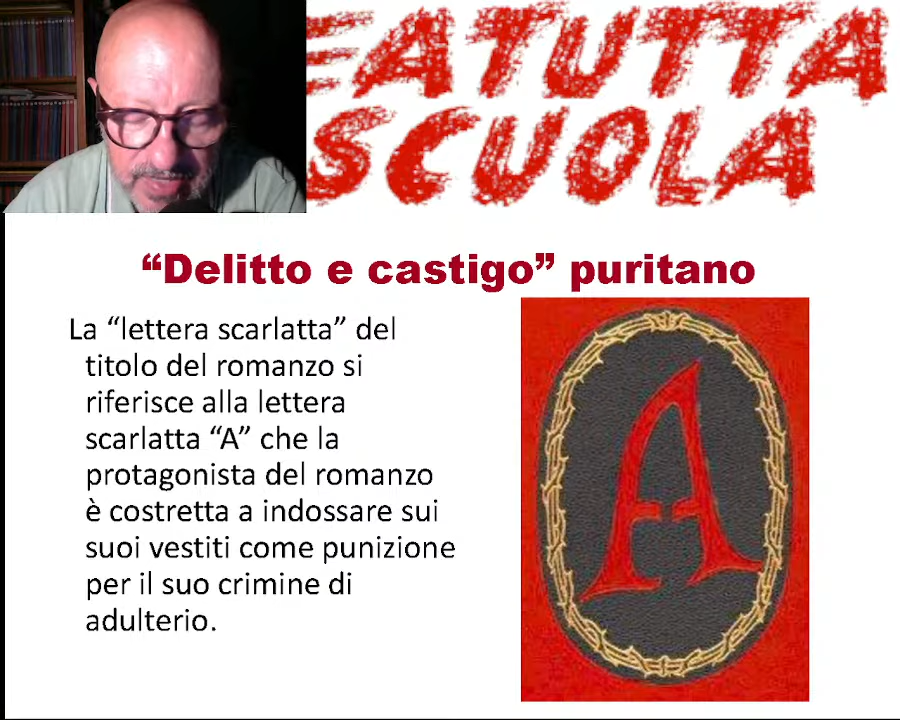 EATUTTA
SCUOLA
“Delitto e castigo” puritano
La “lettera scarlatta” del
titolo del romanzo si
riferisce alla lettera
scarlatta “A” che la
protagonista del romanzo
è costretta a indossare sui
suoi vestiti come punizione
per il suo crimine di
adulterio.
A